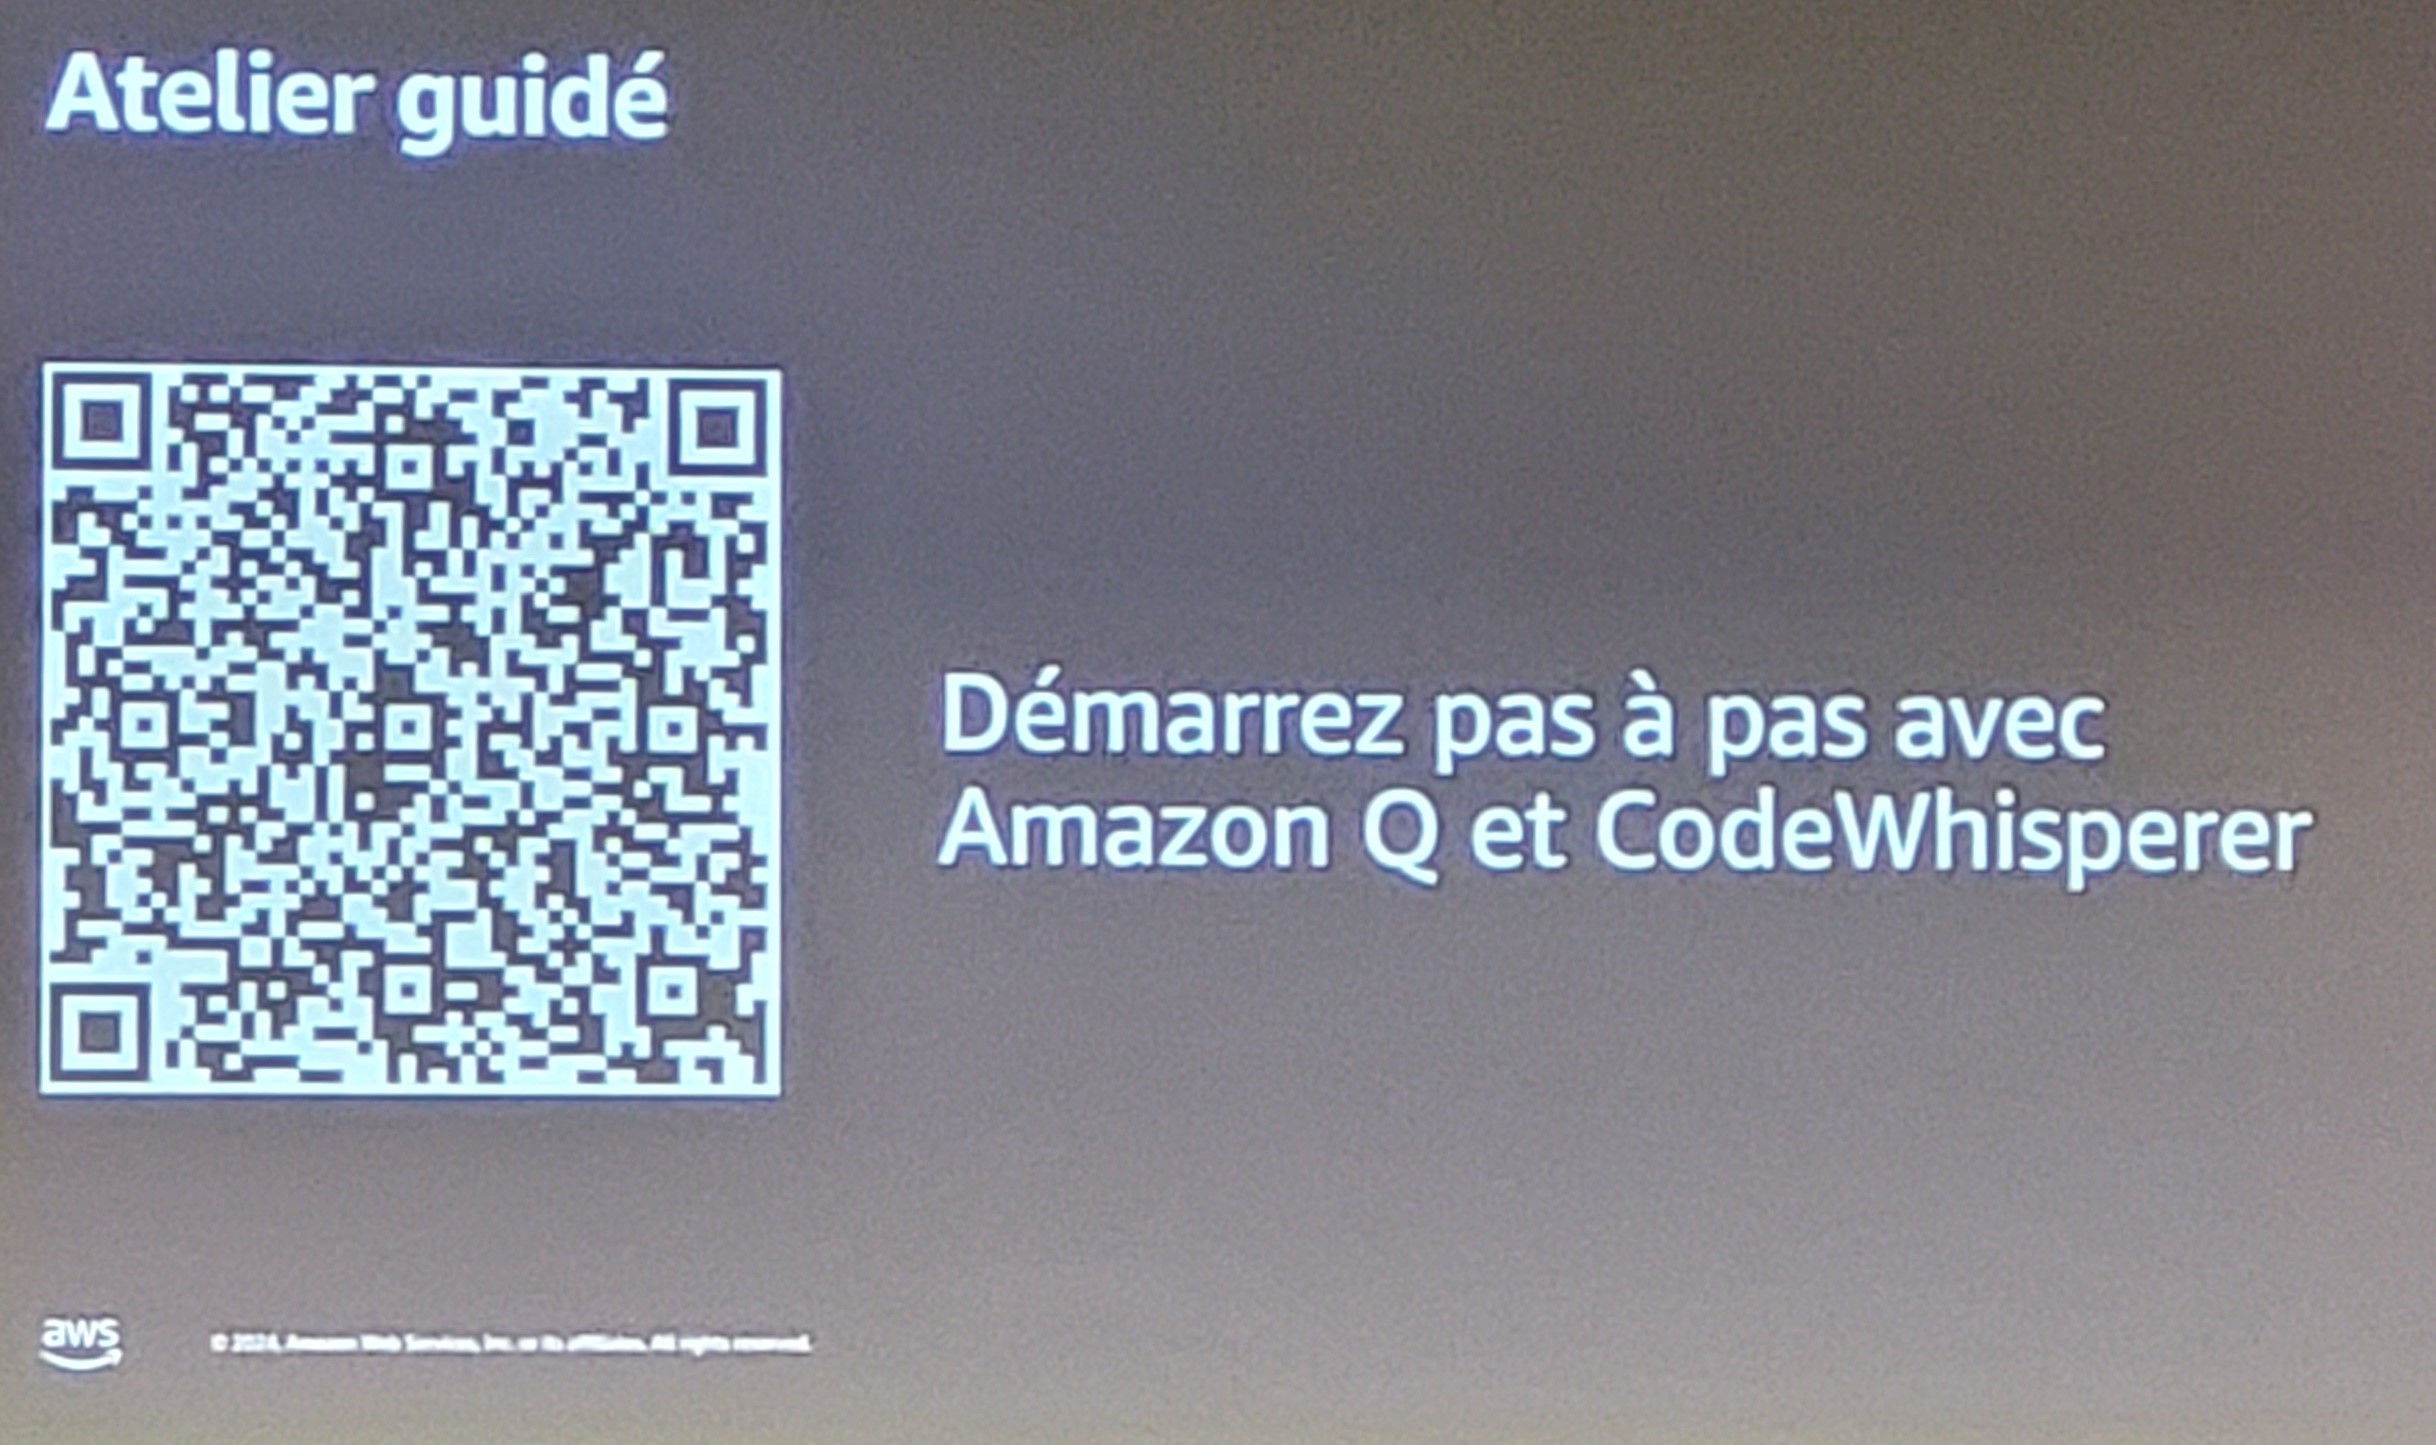 Atelier guidé
Démarrez pas à pas avec
Amazon Q et CodeWhisperer
aws
© 2024, Amazon Web Services, Inc. or its affiliates. All rights reserved.